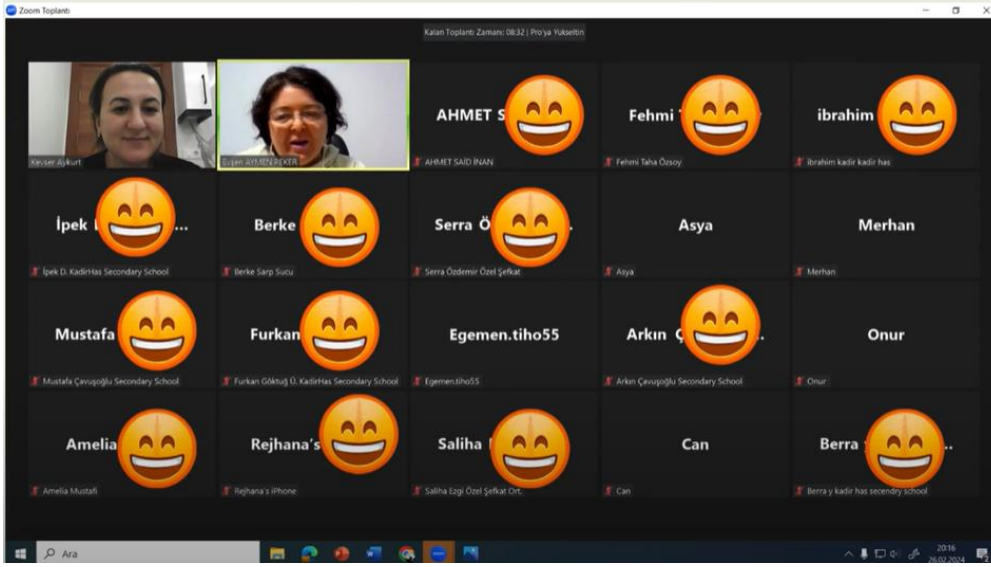 Zoom Toplantı
Kalan Toplantı Zamanı: 08:32 | Pro'ya Yükseltin
Kevser Aykurt
Evşen AYMEN PEKER
AHMET S
AHMET SAİD İNAN
Fehmi
Fehmi Taha Özsoy
ibrahim
ibrahim kadir kadir has
İpek ...
İpek D. KadirHas Secondary School
Berke
Berke Sarp Sucu
Serra Ö .
Serra Özdemir Özel Şefkat
Asya
Asya
Merhan
Merhan
Mustafa
Mustafa Çavuşoğlu Secondary School
Furkan
Furkan Göktuğ Ü. KadirHas Secondary School
Egemen.tiho55
Egemen.tiho55
Arkın .
Arkın Çavuşoğlu Secondary School
Onur
Onur
Amelia
Amelia Mustafi
Rejhana's
Rejhana's iPhone
Saliha
Saliha Ezgi Özel Şefkat Ort.
Can
Can
Berra ..
Berra y kadir has secendry school
Ara
20:16
26.02.2024